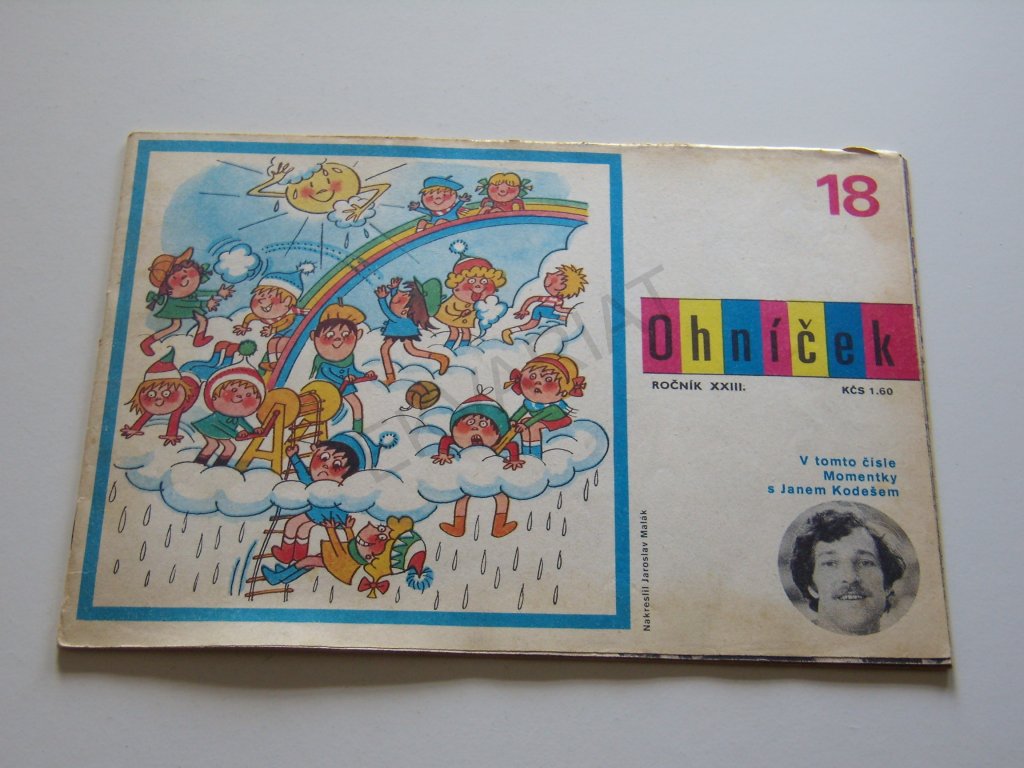 18
Ohníček
ROČNÍK XXIII.
KČS 1.60
V tomto čísle
Momentky
s Janem Kodešem
Nakreslil Jaroslav Malák